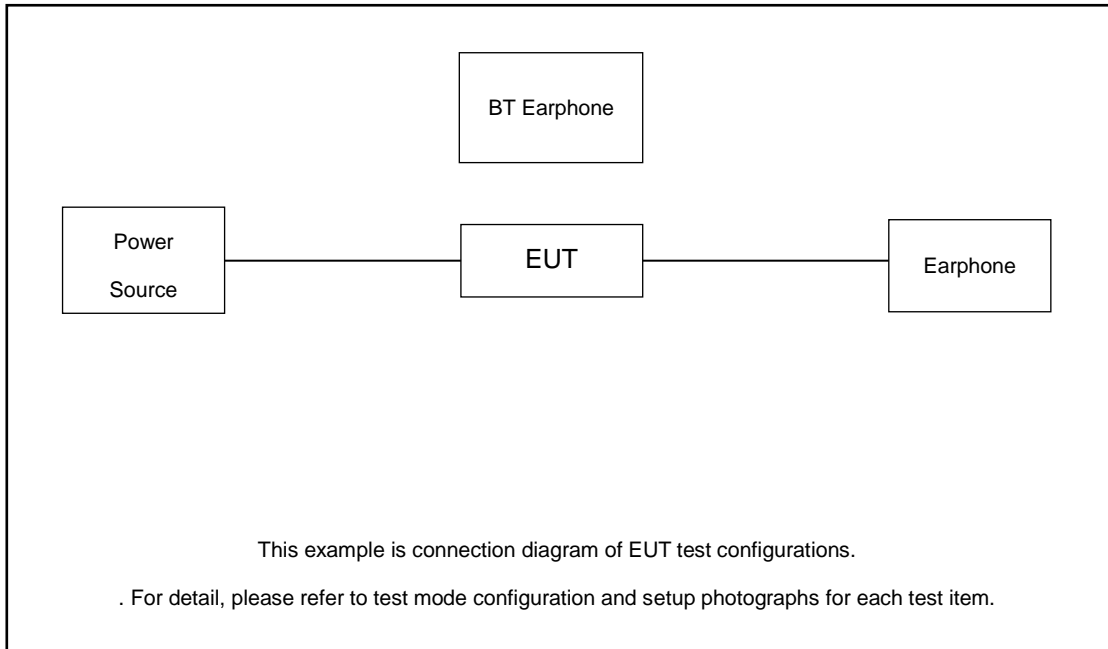 BT Earphone
Power
Source
EUT
Earphone
This example is connection diagram of EUT test configurations.
. For detail, please refer to test mode configuration and setup photographs for each test item.